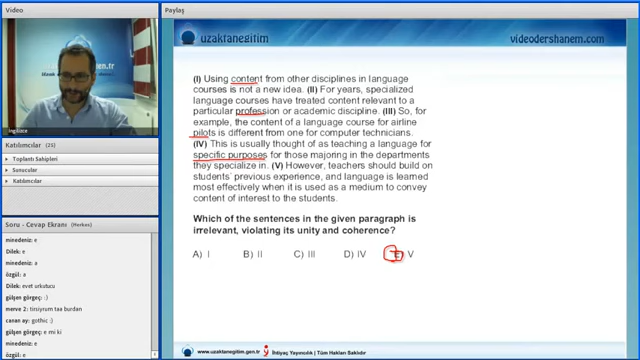 Video
Paylaş
uzaktanegitim
videodershanem.com
(I) Using content from other disciplines in language
courses is not a new idea. (II) For years, specialized
language courses have treated content relevant to a
particular profession or academic discipline. (III) So, for
example, the content of a language course for airline
pilots is different from one for computer technicians.
(IV) This is usually thought of as teaching a language for
specific purposes for those majoring in the departments
they specialize in. (V) However, teachers should build on
students' previous experience, and language is learned
most effectively when it is used as a medium to convey
content of interest to the students.
Which of the sentences in the given paragraph is
irrelevant, violating its unity and coherence?
A) I B) II C) III D) IV E) V
www.uzaktanegitim.gen.tr
İhtiyaç Yayıncılık | Tüm Hakları Saklıdır
İngilizce
Katılımcılar (25)
Toplantı Sahipleri
Sunucular
Katılımcılar
Soru - Cevap Ekranı (Herkes)
minedeniz: e
Dilek: e
minedeniz: a
özgül: a
Dilek: evet urkutucu
gülşen görgeç: :)
merve 2: tirsiyrum taa burdan
canan ay: gothic :)
gülşen görgeç: e mi ki
minedeniz: e
Dilek: e